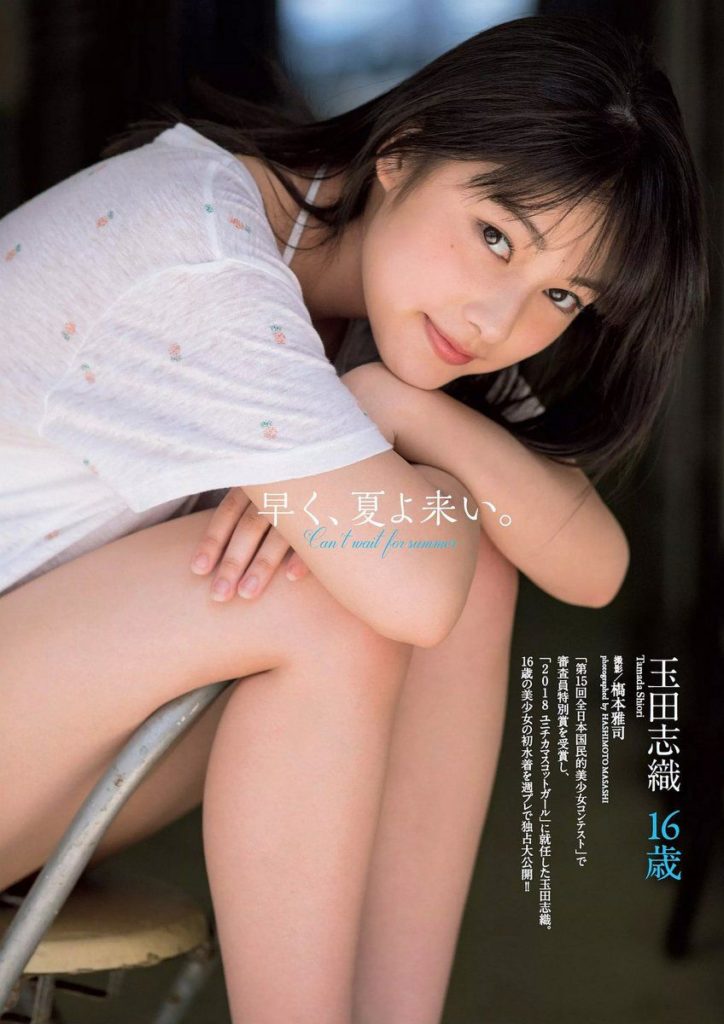 早く、夏よ来い。
Can't wait for summer
玉田志織 16歳
Tamada Shiori
撮影／橋本雅司
photographed by HASHIMOTO MASASHI
「第15回全日本国民的美少女コンテスト」で
審査員特別賞を受賞し、
「2018 ユニチカマスコットガール」に就任した玉田志織。
16歳の美少女の初水着を週プレで独占大公開!!